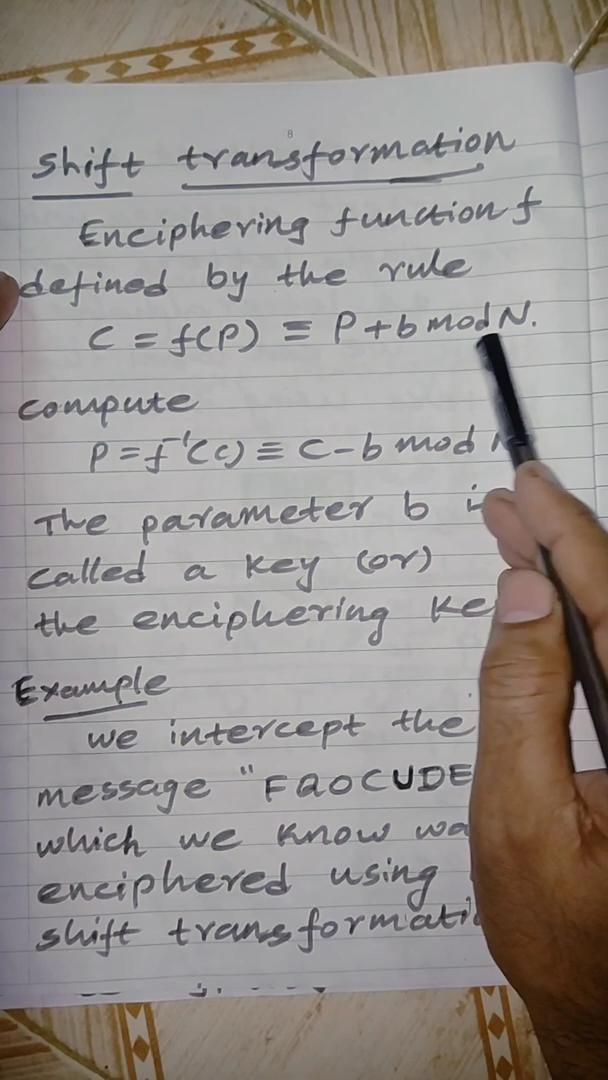 8
Shift transformation
Enciphering function f
defined by the rule
C = f(P) ≡ P + b mod N.
compute
P = f⁻¹(C) ≡ C - b mod
The parameter b
called a key (or)
the enciphering
Example
we intercept the
message "FQOCUDE
which we know
enciphered using
shift